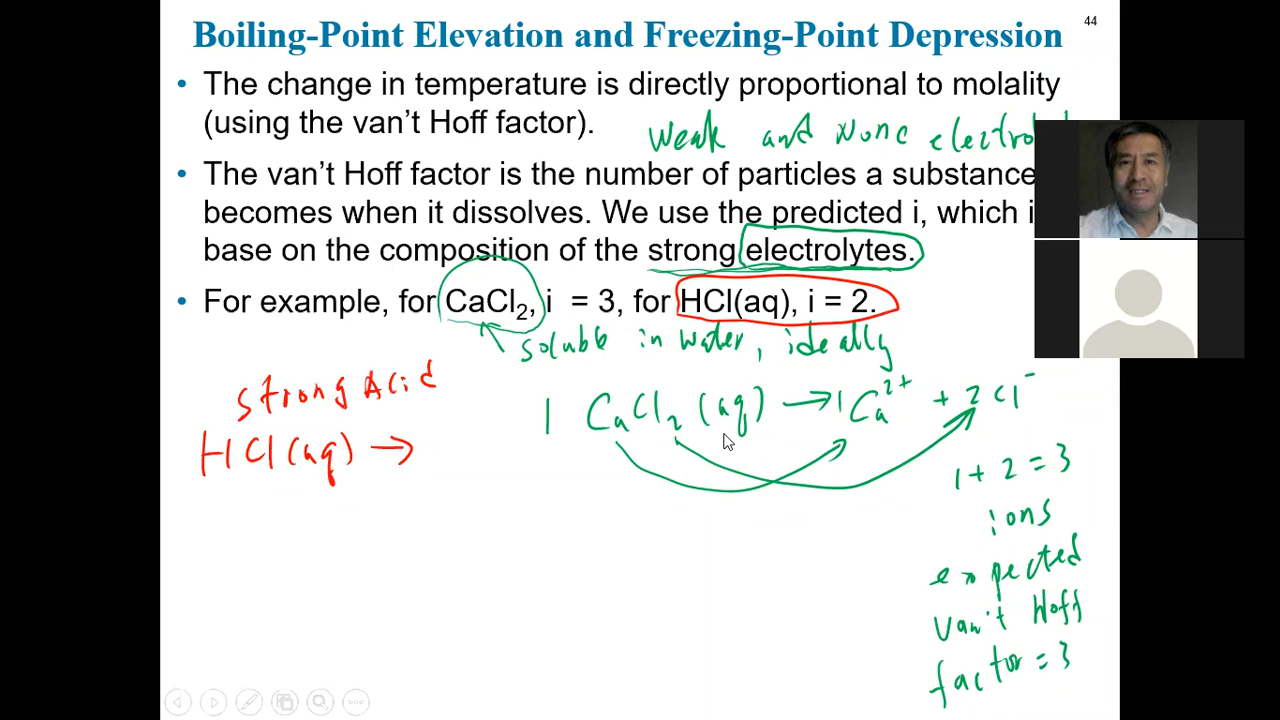 44
Boiling-Point Elevation and Freezing-Point Depression
• The change in temperature is directly proportional to molality
(using the van't Hoff factor).
weak and None electrol
• The van't Hoff factor is the number of particles a substance
becomes when it dissolves. We use the predicted i, which i
base on the composition of the strong electrolytes.
• For example, for CaCl₂, i = 3, for HCl(aq), i = 2.
soluble in water, ideally
strong Acid
HCl(aq) →
1 CaCl₂ (aq) → 1 Ca²⁺ + 2Cl⁻
1+2=3
ions
expected
van't Hoff
factor = 3